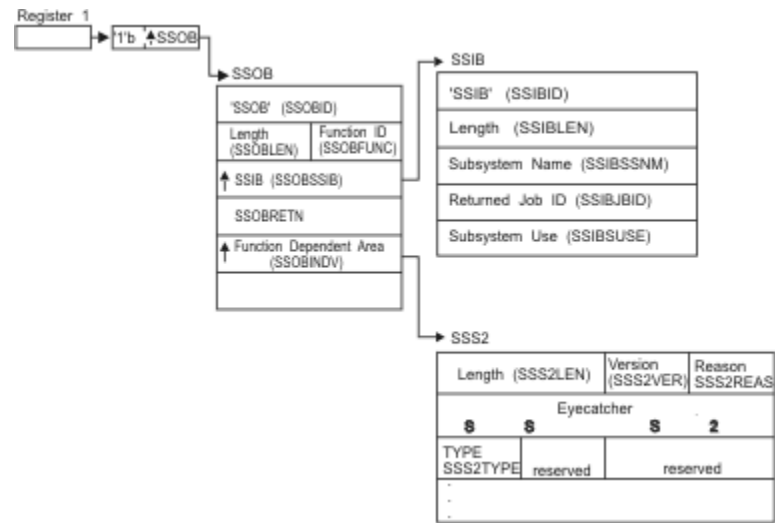 Register 1
'1'b ↑SSOB
SSOB
'SSOB' (SSOBID)
Length
(SSOBLEN)
Function ID
(SSOBFUNC)
↑ SSIB (SSOBSSIB)
SSOBRETN
↑ Function Dependent Area
(SSOBINDV)
SSIB
'SSIB' (SSIBID)
Length (SSIBLEN)
Subsystem Name (SSIBSSNM)
Returned Job ID (SSIBJBID)
Subsystem Use (SSIBSUSE)
SSS2
Length (SSS2LEN)
Version
(SSS2VER)
Reason
SSS2REAS
Eyecatcher
S S S 2
TYPE
SSS2TYPE
reserved
reserved
.
.
.